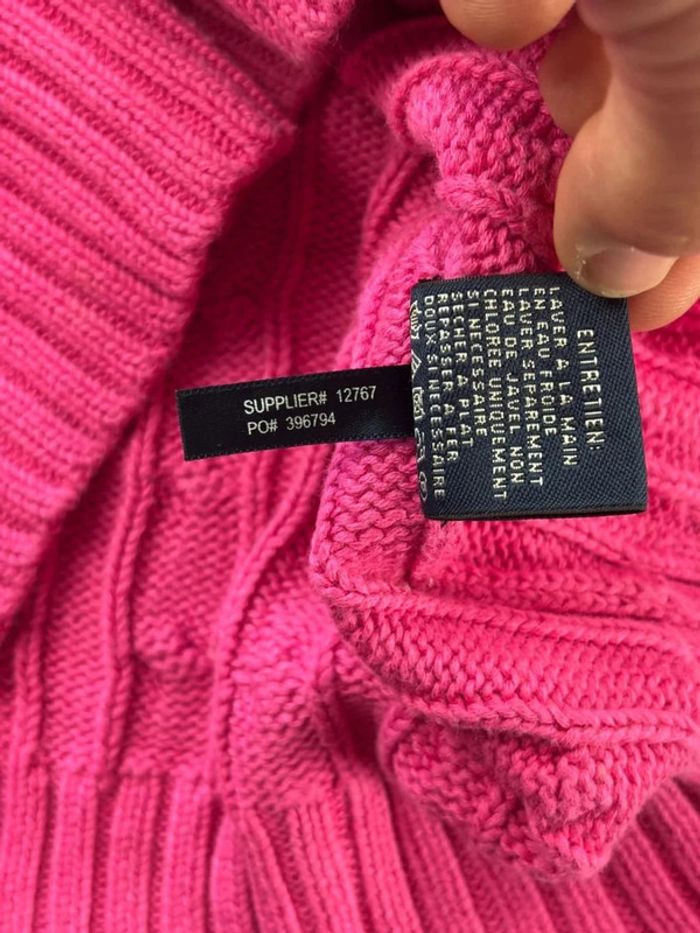 SUPPLIER# 12767
PO# 396794
ENTRETIEN:
LAVER A LA MAIN
EN EAU FROIDE
LAVER SEPAREMENT
EAU DE JAVEL NON
CHLOREE UNIQUEMENT
SI NECESSAIRE
SECHER A PLAT
REPASSER A FER
DOUX SI NECESSAIRE